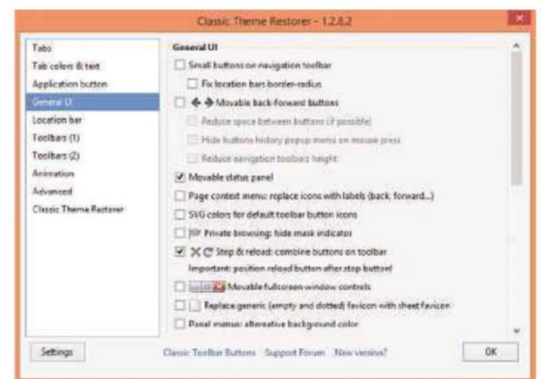 Classic Theme Restorer - 1.2.8.2
Tabs
Tab colors & text
Application button
General UI
Location bar
Toolbars (1)
Toolbars (2)
Animation
Advanced
Classic Theme Restorer
General UI
Small buttons on navigation toolbar
Fix location bars border-radius
Movable back-forward buttons
Reduce space between buttons (if possible)
Hide buttons history popup menu on mouse press
Reduce navigation toolbars height
Movable status panel
Page context menu: replace icons with labels (back, forward...)
SVG colors for default toolbar button icons
Private browsing: hide mask indicator
Stop & reload: combine buttons on toolbar
Important: position reload button after stop button!
Movable fullscreen window controls
Replace generic (empty and dotted) favicon with sheet favicon
Panel menus: alternative background color
Settings
Classic Toolbar Buttons
Support Forum
New version?
OK